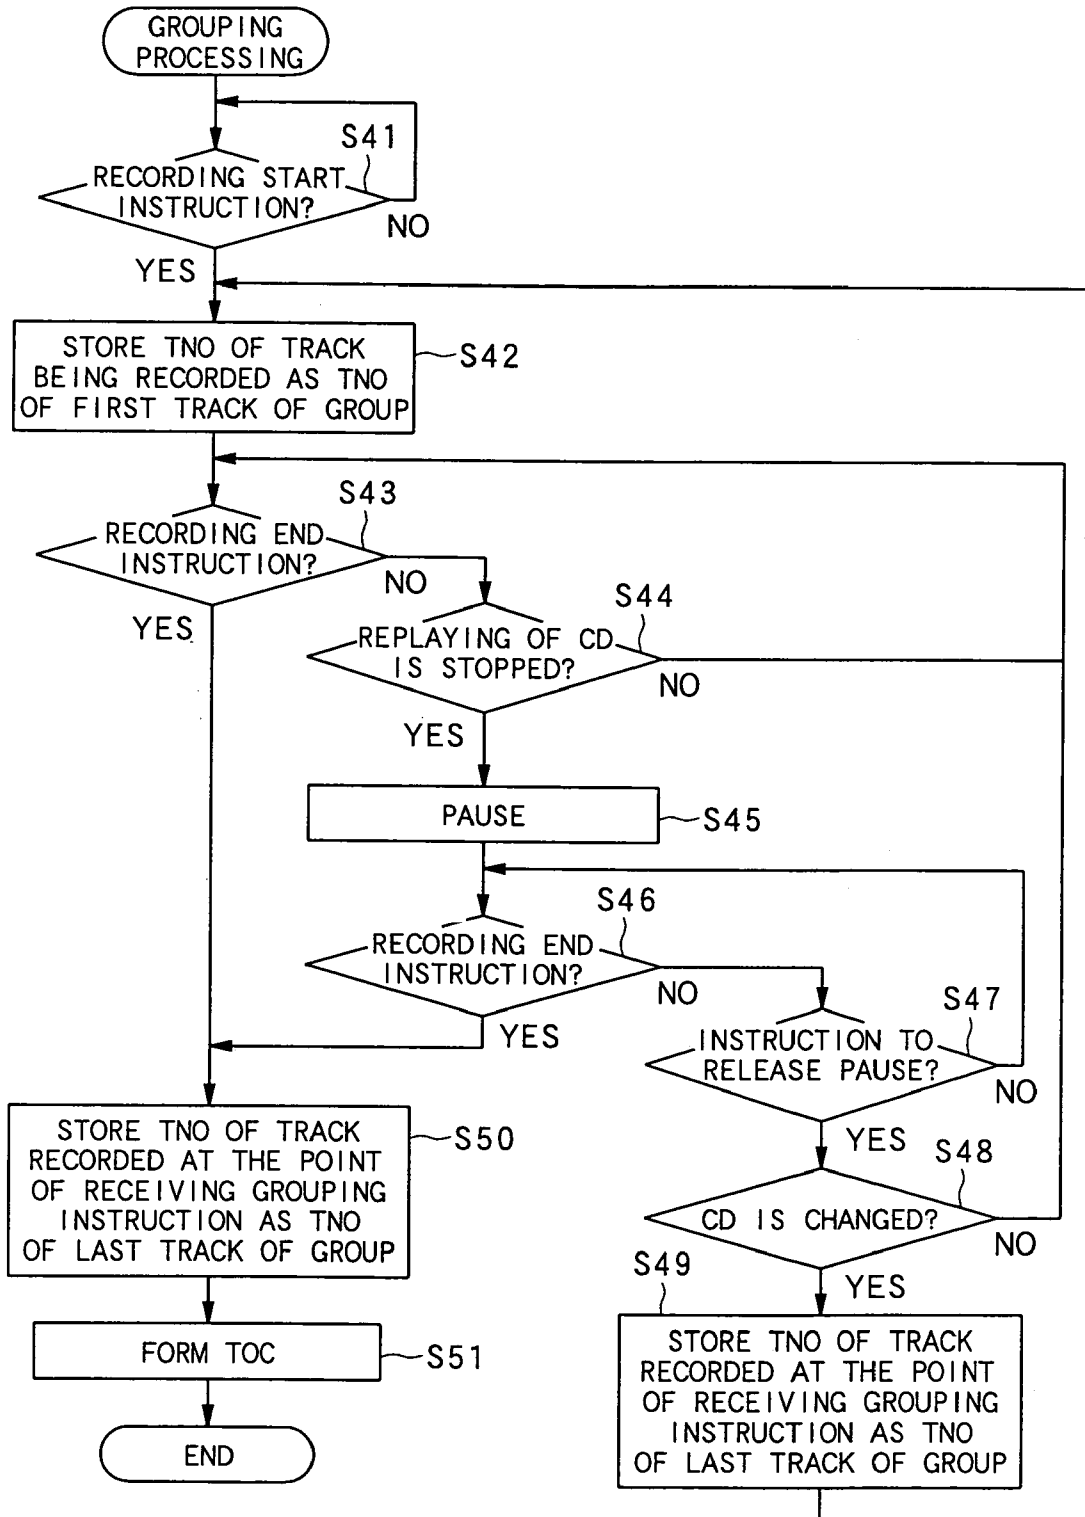 GROUPING
PROCESSING
S41
RECORDING START
INSTRUCTION?
NO
YES
STORE TNO OF TRACK
BEING RECORDED AS TNO
OF FIRST TRACK OF GROUP
S42
S43
RECORDING END
INSTRUCTION?
NO
YES
S44
REPLAYING OF CD
IS STOPPED?
NO
YES
PAUSE
S45
S46
RECORDING END
INSTRUCTION?
NO
YES
S47
INSTRUCTION TO
RELEASE PAUSE?
NO
YES
S48
CD IS CHANGED?
NO
YES
S49
STORE TNO OF TRACK
RECORDED AT THE POINT
OF RECEIVING GROUPING
INSTRUCTION AS TNO
OF LAST TRACK OF GROUP
STORE TNO OF TRACK
RECORDED AT THE POINT
OF RECEIVING GROUPING
INSTRUCTION AS TNO
OF LAST TRACK OF GROUP
S50
FORM TOC
S51
END